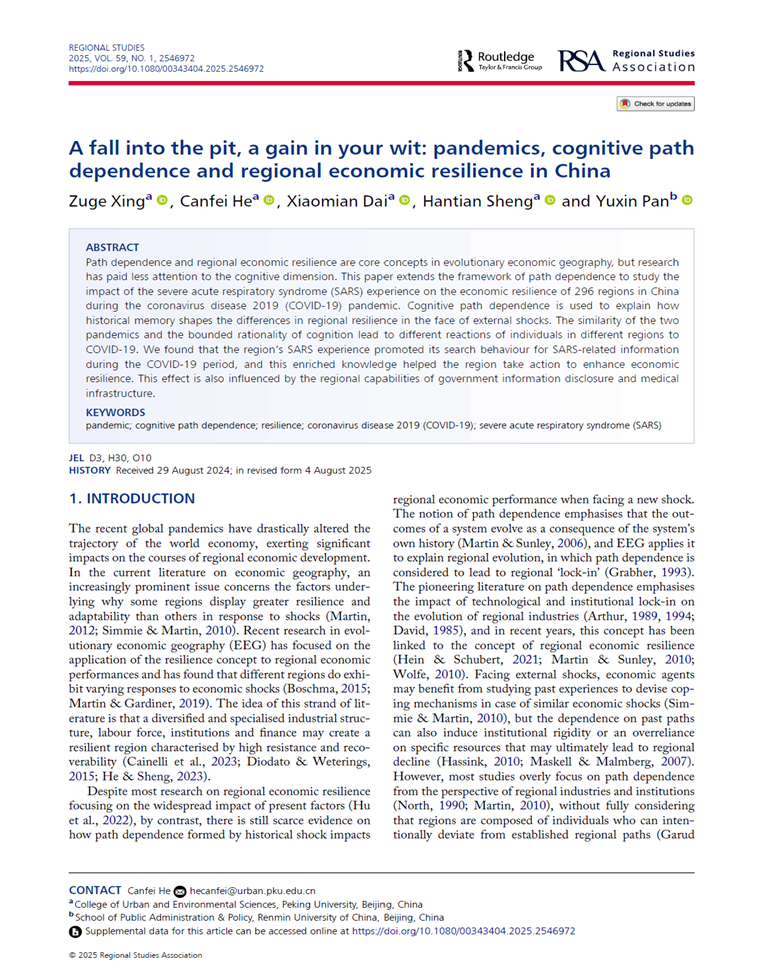 REGIONAL STUDIES
2025, VOL. 59, NO. 1, 2546972
https://doi.org/10.1080/00343404.2025.2546972
Routledge
Taylor & Francis Group
RSA
Regional Studies
Association
Check for updates
A fall into the pit, a gain in your wit: pandemics, cognitive path
dependence and regional economic resilience in China
Zuge Xingᵃ, Canfei Heᵃ, Xiaomian Daiᵃ, Hantian Shengᵃ and Yuxin Panᵇ
ABSTRACT
Path dependence and regional economic resilience are core concepts in evolutionary economic geography, but research
has paid less attention to the cognitive dimension. This paper extends the framework of path dependence to study the
impact of the severe acute respiratory syndrome (SARS) experience on the economic resilience of 296 regions in China
during the coronavirus disease 2019 (COVID-19) pandemic. Cognitive path dependence is used to explain how
historical memory shapes the differences in regional resilience in the face of external shocks. The similarity of the two
pandemics and the bounded rationality of cognition lead to different reactions of individuals in different regions to
COVID-19. We found that the region's SARS experience promoted its search behaviour for SARS-related information
during the COVID-19 period, and this enriched knowledge helped the region take action to enhance economic
resilience. This effect is also influenced by the regional capabilities of government information disclosure and medical
infrastructure.
KEYWORDS
pandemic; cognitive path dependence; resilience; coronavirus disease 2019 (COVID-19); severe acute respiratory syndrome (SARS)
JEL D3, H30, O10
HISTORY Received 29 August 2024; in revised form 4 August 2025
1. INTRODUCTION
The recent global pandemics have drastically altered the
trajectory of the world economy, exerting significant
impacts on the courses of regional economic development.
In the current literature on economic geography, an
increasingly prominent issue concerns the factors under-
lying why some regions display greater resilience and
adaptability than others in response to shocks (Martin,
2012; Simmie & Martin, 2010). Recent research in evol-
utionary economic geography (EEG) has focused on the
application of the resilience concept to regional economic
performances and has found that different regions do exhi-
bit varying responses to economic shocks (Boschma, 2015;
Martin & Gardiner, 2019). The idea of this strand of lit-
erature is that a diversified and specialised industrial struc-
ture, labour force, institutions and finance may create a
resilient region characterised by high resistance and reco-
verability (Cainelli et al., 2023; Diodato & Weterings,
2015; He & Sheng, 2023).
Despite most research on regional economic resilience
focusing on the widespread impact of present factors (Hu
et al., 2022), by contrast, there is still scarce evidence on
how path dependence formed by historical shock impacts
regional economic performance when facing a new shock.
The notion of path dependence emphasises that the out-
comes of a system evolve as a consequence of the system's
own history (Martin & Sunley, 2006), and EEG applies it
to explain regional evolution, in which path dependence is
considered to lead to regional 'lock-in' (Grabher, 1993).
The pioneering literature on path dependence emphasises
the impact of technological and institutional lock-in on
the evolution of regional industries (Arthur, 1989, 1994;
David, 1985), and in recent years, this concept has been
linked to the concept of regional economic resilience
(Hein & Schubert, 2021; Martin & Sunley, 2010;
Wolfe, 2010). Facing external shocks, economic agents
may benefit from studying past experiences to devise cop-
ing mechanisms in case of similar economic shocks (Sim-
mie & Martin, 2010), but the dependence on past paths
can also induce institutional rigidity or an overreliance
on specific resources that may ultimately lead to regional
decline (Hassink, 2010; Maskell & Malmberg, 2007).
However, most studies overly focus on path dependence
from the perspective of regional industries and institutions
(North, 1990; Martin, 2010), without fully considering
that regions are composed of individuals who can inten-
tionally deviate from established regional paths (Garud
CONTACT Canfei He hecanfei@urban.pku.edu.cn
ᵃCollege of Urban and Environmental Sciences, Peking University, Beijing, China
ᵇSchool of Public Administration & Policy, Renmin University of China, Beijing, China
Supplemental data for this article can be accessed online at https://doi.org/10.1080/00343404.2025.2546972
© 2025 Regional Studies Association